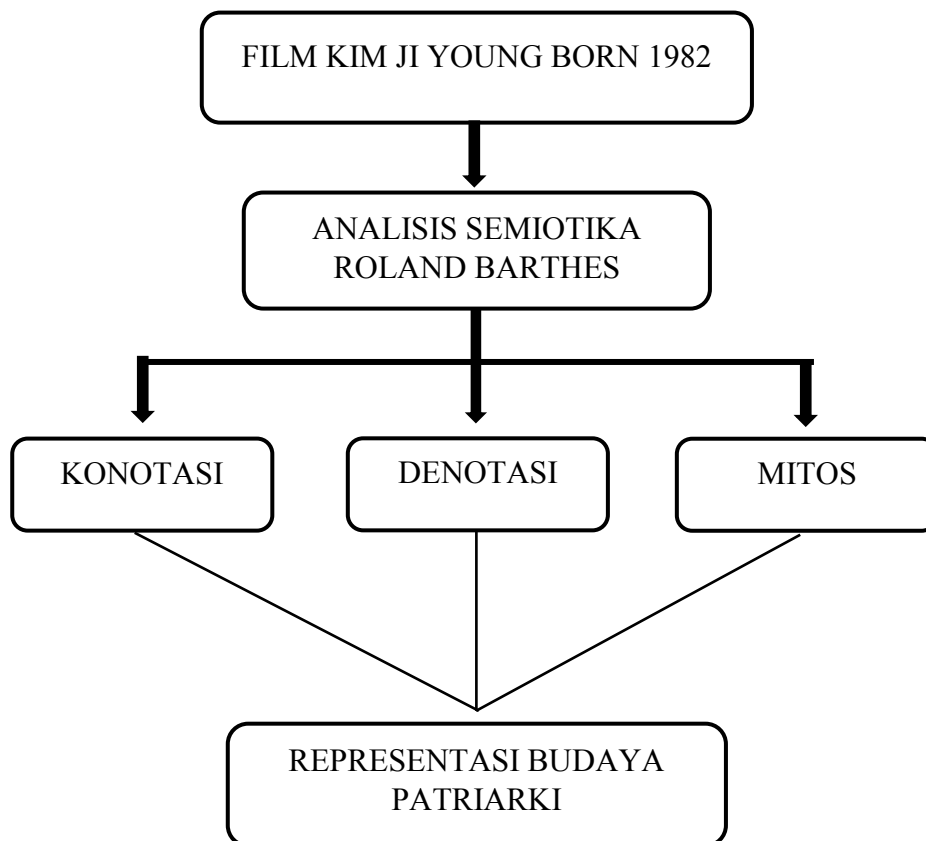 FILM KIM JI YOUNG BORN 1982
ANALISIS SEMIOTIKA
ROLAND BARTHES
KONOTASI
DENOTASI
MITOS
REPRESENTASI BUDAYA
PATRIARKI